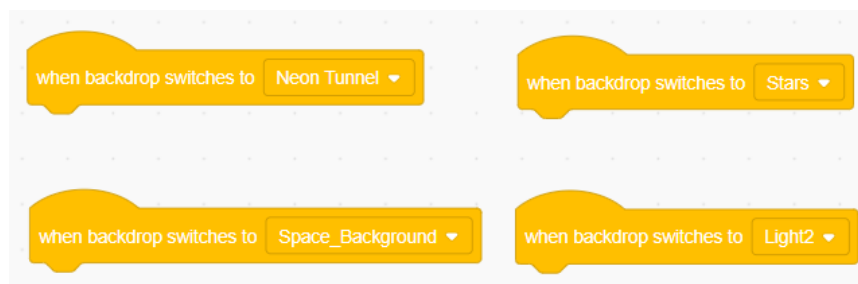 when backdrop switches to Neon Tunnel
when backdrop switches to Stars
when backdrop switches to Space_Background
when backdrop switches to Light2